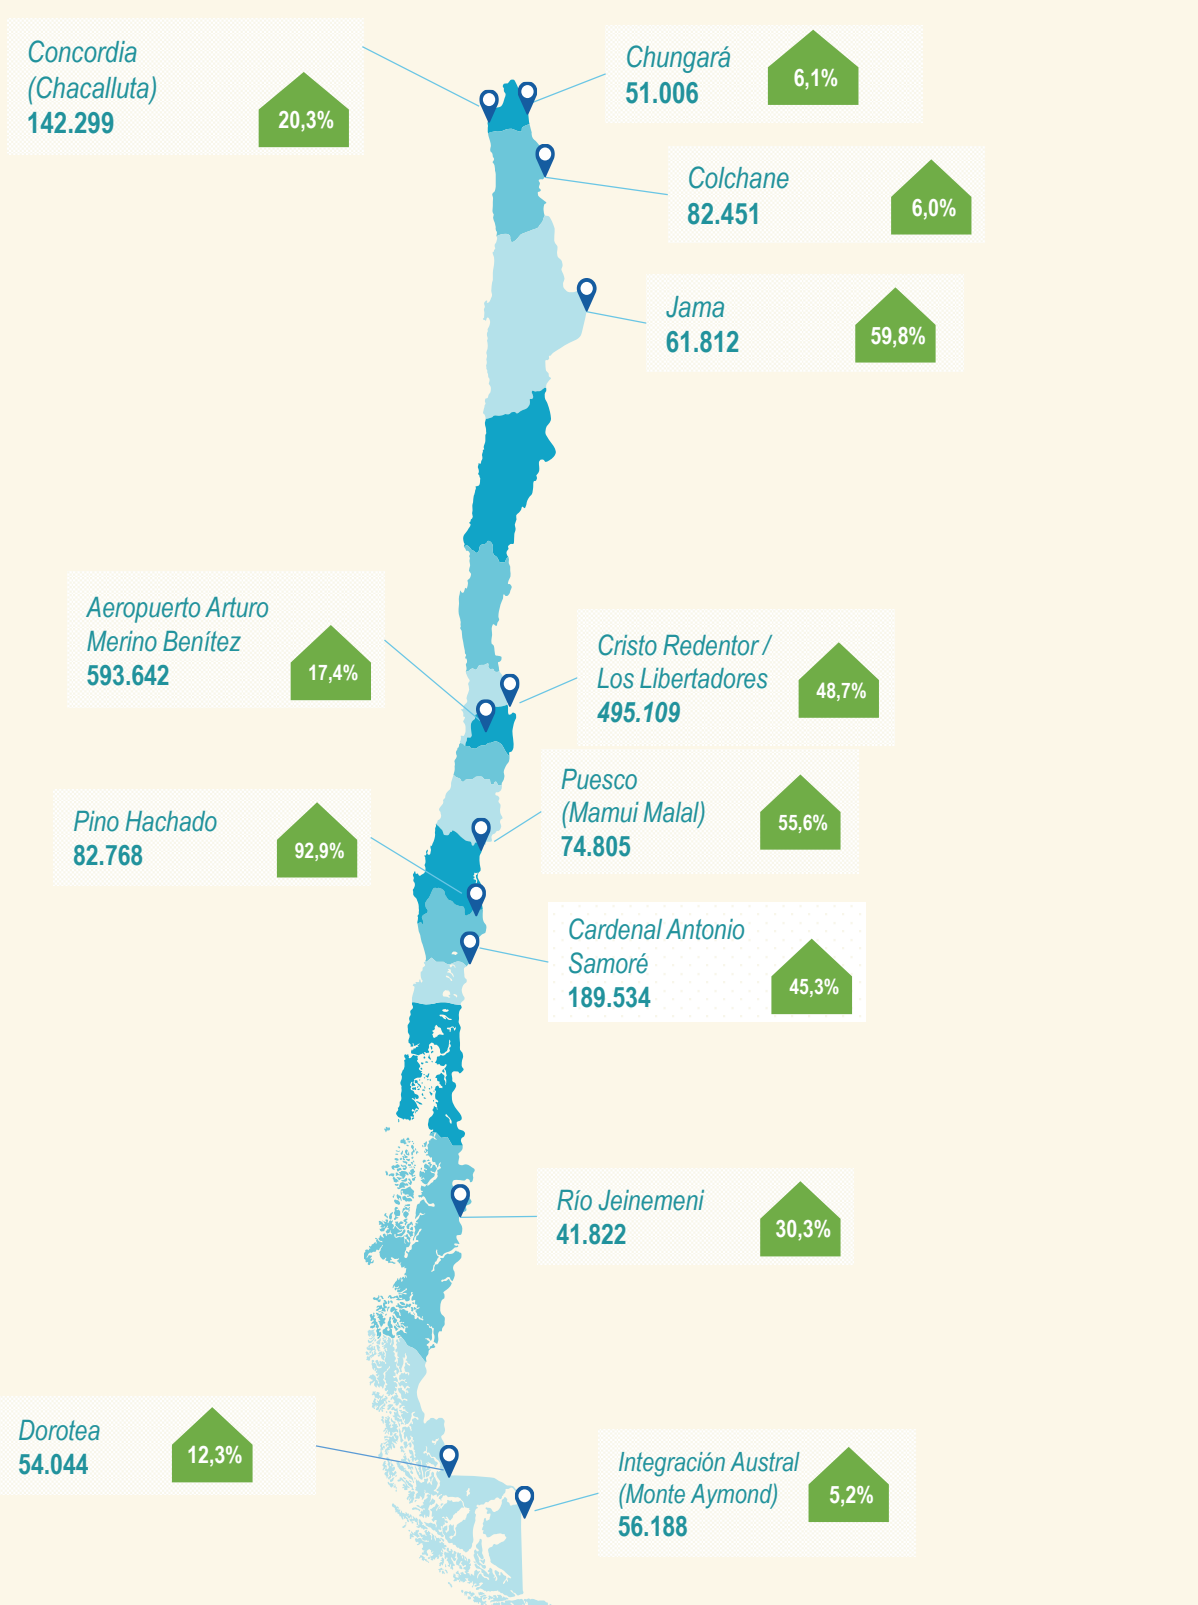 Concordia
(Chacalluta)
142.299
20,3%
Chungará
51.006
6,1%
Colchane
82.451
6,0%
Jama
61.812
59,8%
Aeropuerto Arturo
Merino Benítez
593.642
17,4%
Cristo Redentor /
Los Libertadores
495.109
48,7%
Puesco
(Mamui Malal)
74.805
55,6%
Pino Hachado
82.768
92,9%
Cardenal Antonio
Samoré
189.534
45,3%
Río Jeinemeni
41.822
30,3%
Dorotea
54.044
12,3%
Integración Austral
(Monte Aymond)
56.188
5,2%